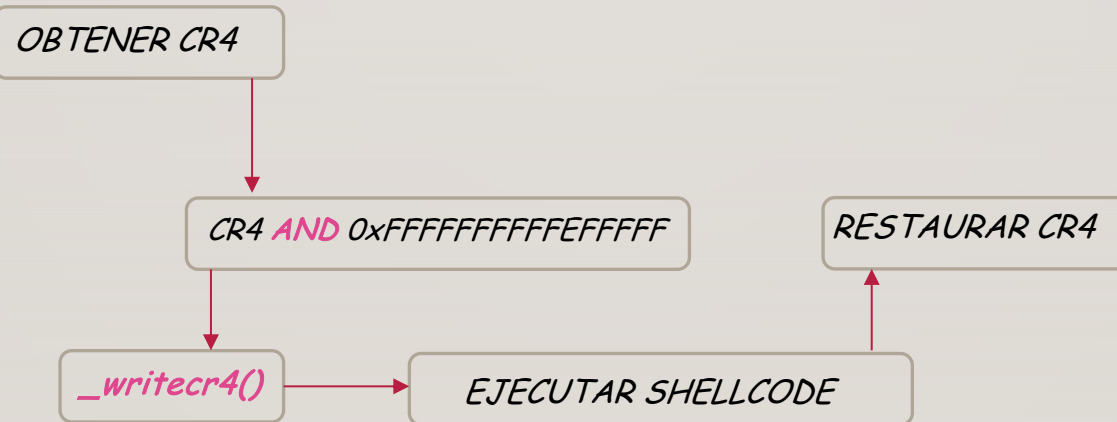 OBTENER CR4
CR4 AND 0xFFFFFFFFFFEFFFFF
_writecr4()
EJECUTAR SHELLCODE
RESTAURAR CR4